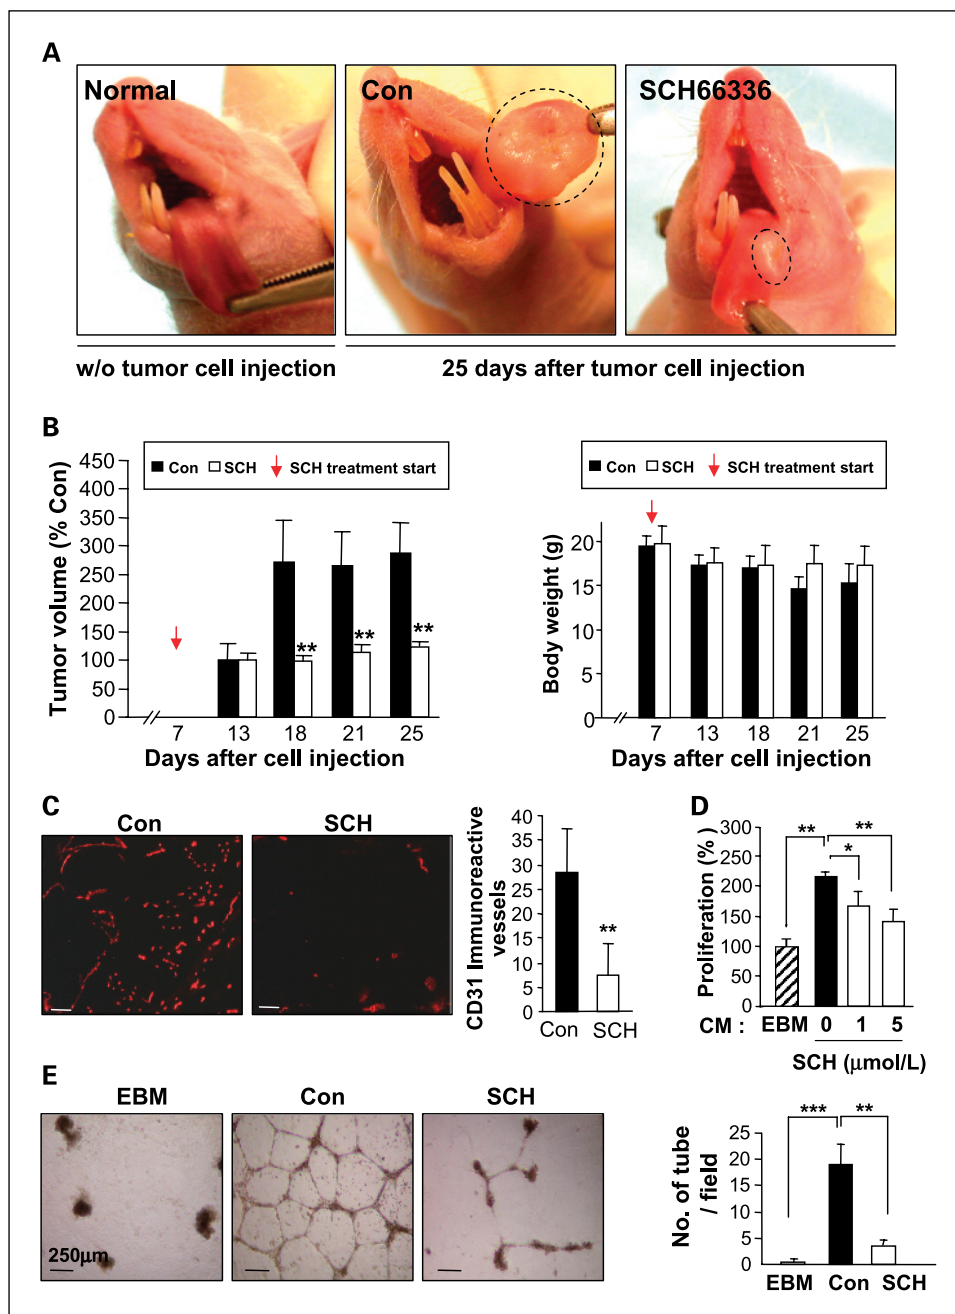 A
Normal
Con
SCH66336
w/o tumor cell injection
25 days after tumor cell injection
B
Tumor volume (% Con)
450
400
350
300
250
200
150
100
50
0
Con SCH SCH treatment start
** ** **
7 13 18 21 25
Days after cell injection
Body weight (g)
20
15
10
5
0
Con SCH SCH treatment start
7 13 18 21 25
Days after cell injection
C
Con
SCH
CD31 Immunoreactive
vessels
40
35
30
25
20
15
10
5
0
**
Con SCH
D
Proliferation (%)
300
250
200
150
100
50
0
** **
*
CM : EBM 0 1 5
SCH (μmol/L)
E
EBM
Con
SCH
250μm
No. of tube
/ field
25
20
15
10
5
0
*** **
EBM Con SCH